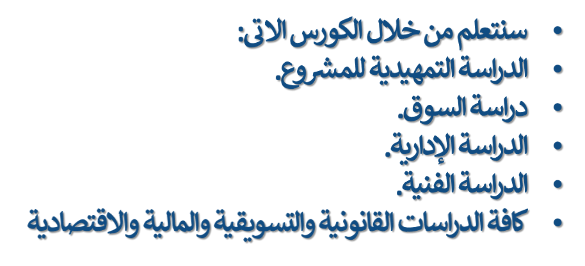 • سنتعلم من خلال الكورس الاتى:
• الدراسة التمهيدية للمشروع.
• دراسة السوق.
• الدراسة الإدارية.
• الدراسة الفنية.
• كافة الدراسات القانونية والتسويقية والمالية والاقتصادية